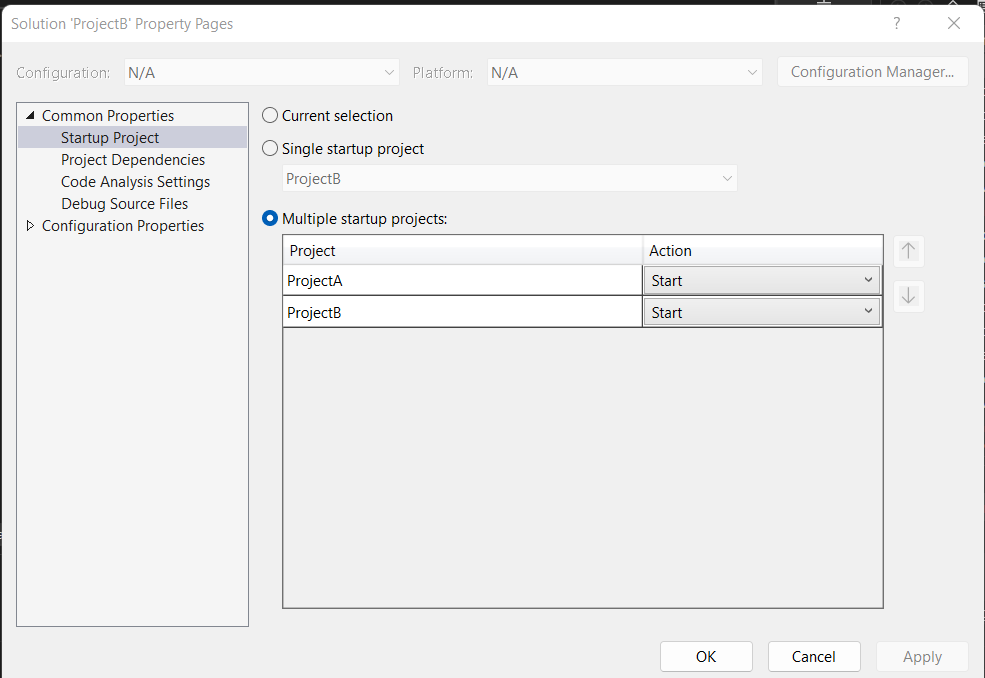 Solution 'ProjectB' Property Pages
?
Configuration: N/A Platform: N/A Configuration Manager...
Common Properties
Startup Project
Project Dependencies
Code Analysis Settings
Debug Source Files
Configuration Properties
Current selection
Single startup project
ProjectB
Multiple startup projects:
Project Action
ProjectA Start
ProjectB Start
OK Cancel Apply